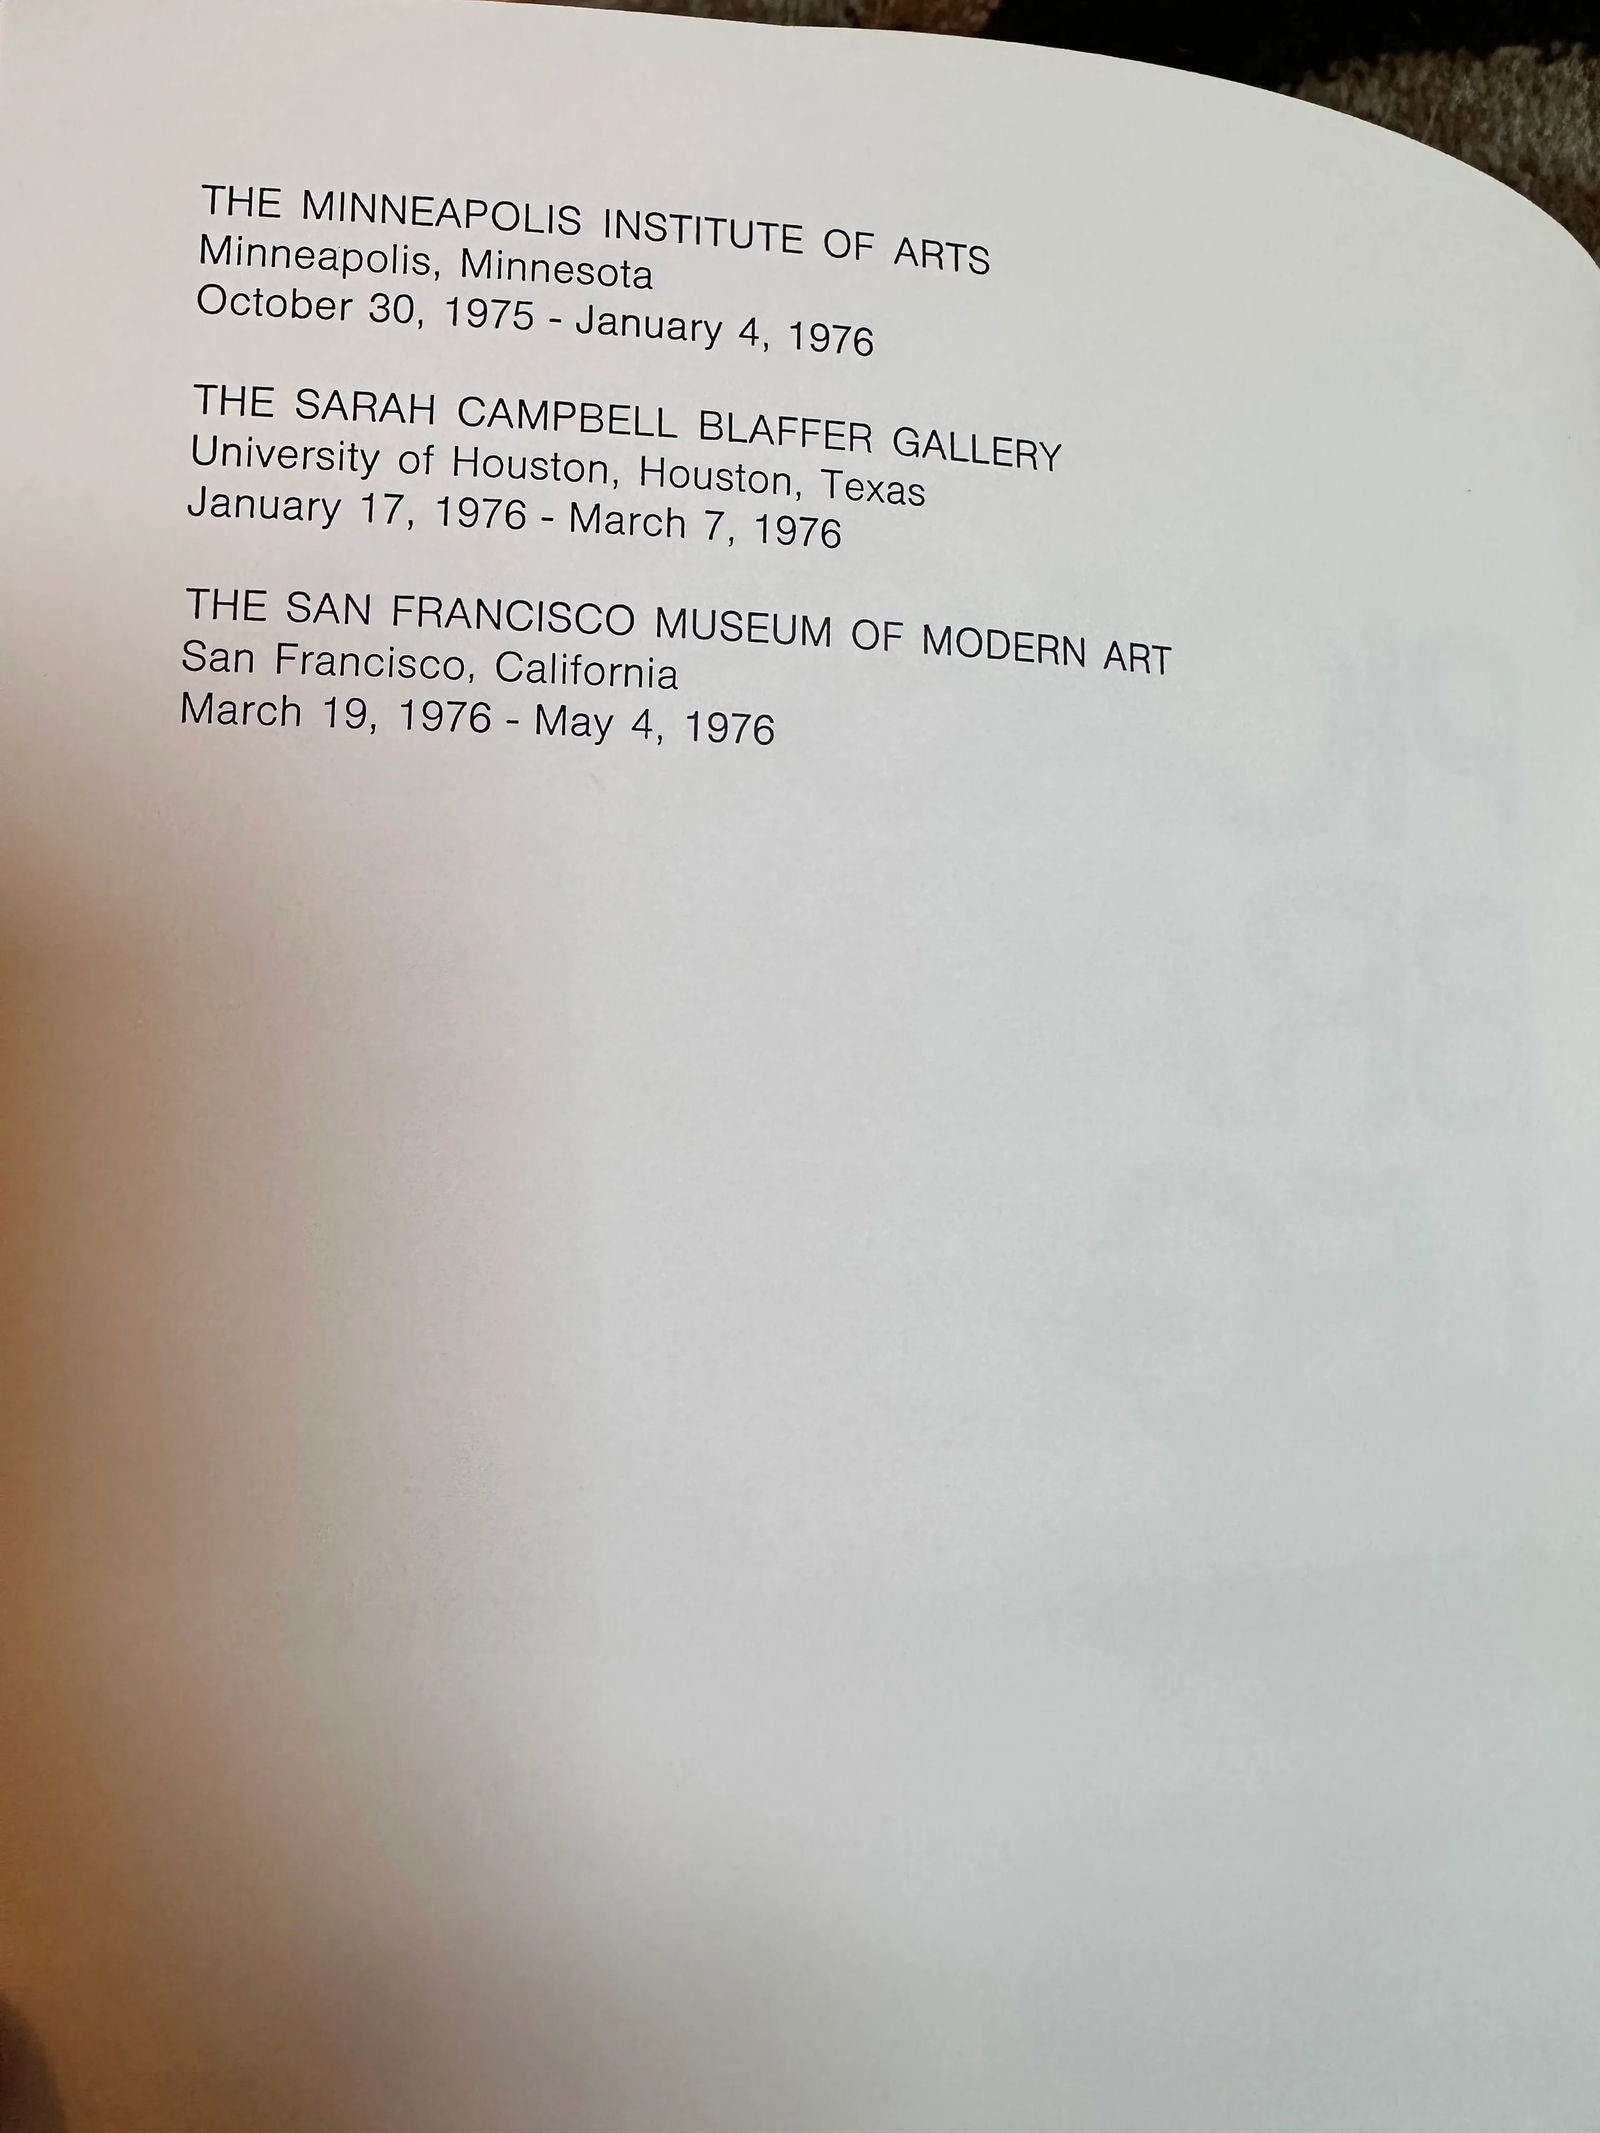 THE MINNEAPOLIS INSTITUTE OF ARTS
Minneapolis, Minnesota
October 30, 1975 - January 4, 1976
THE SARAH CAMPBELL BLAFFER GALLERY
University of Houston, Houston, Texas
January 17, 1976 - March 7, 1976
THE SAN FRANCISCO MUSEUM OF MODERN ART
San Francisco, California
March 19, 1976 - May 4, 1976